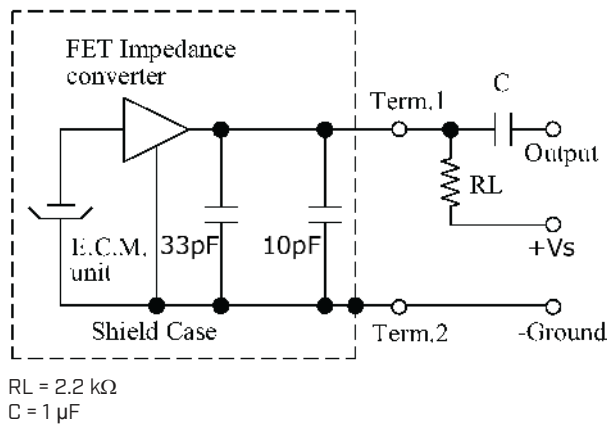 FET Impedance
converter
Term.1
C
Output
RL
+Vs
E.C.M.
unit
33pF
10pF
Shield Case
Term.2
-Ground
RL = 2.2 kΩ
C = 1 µF